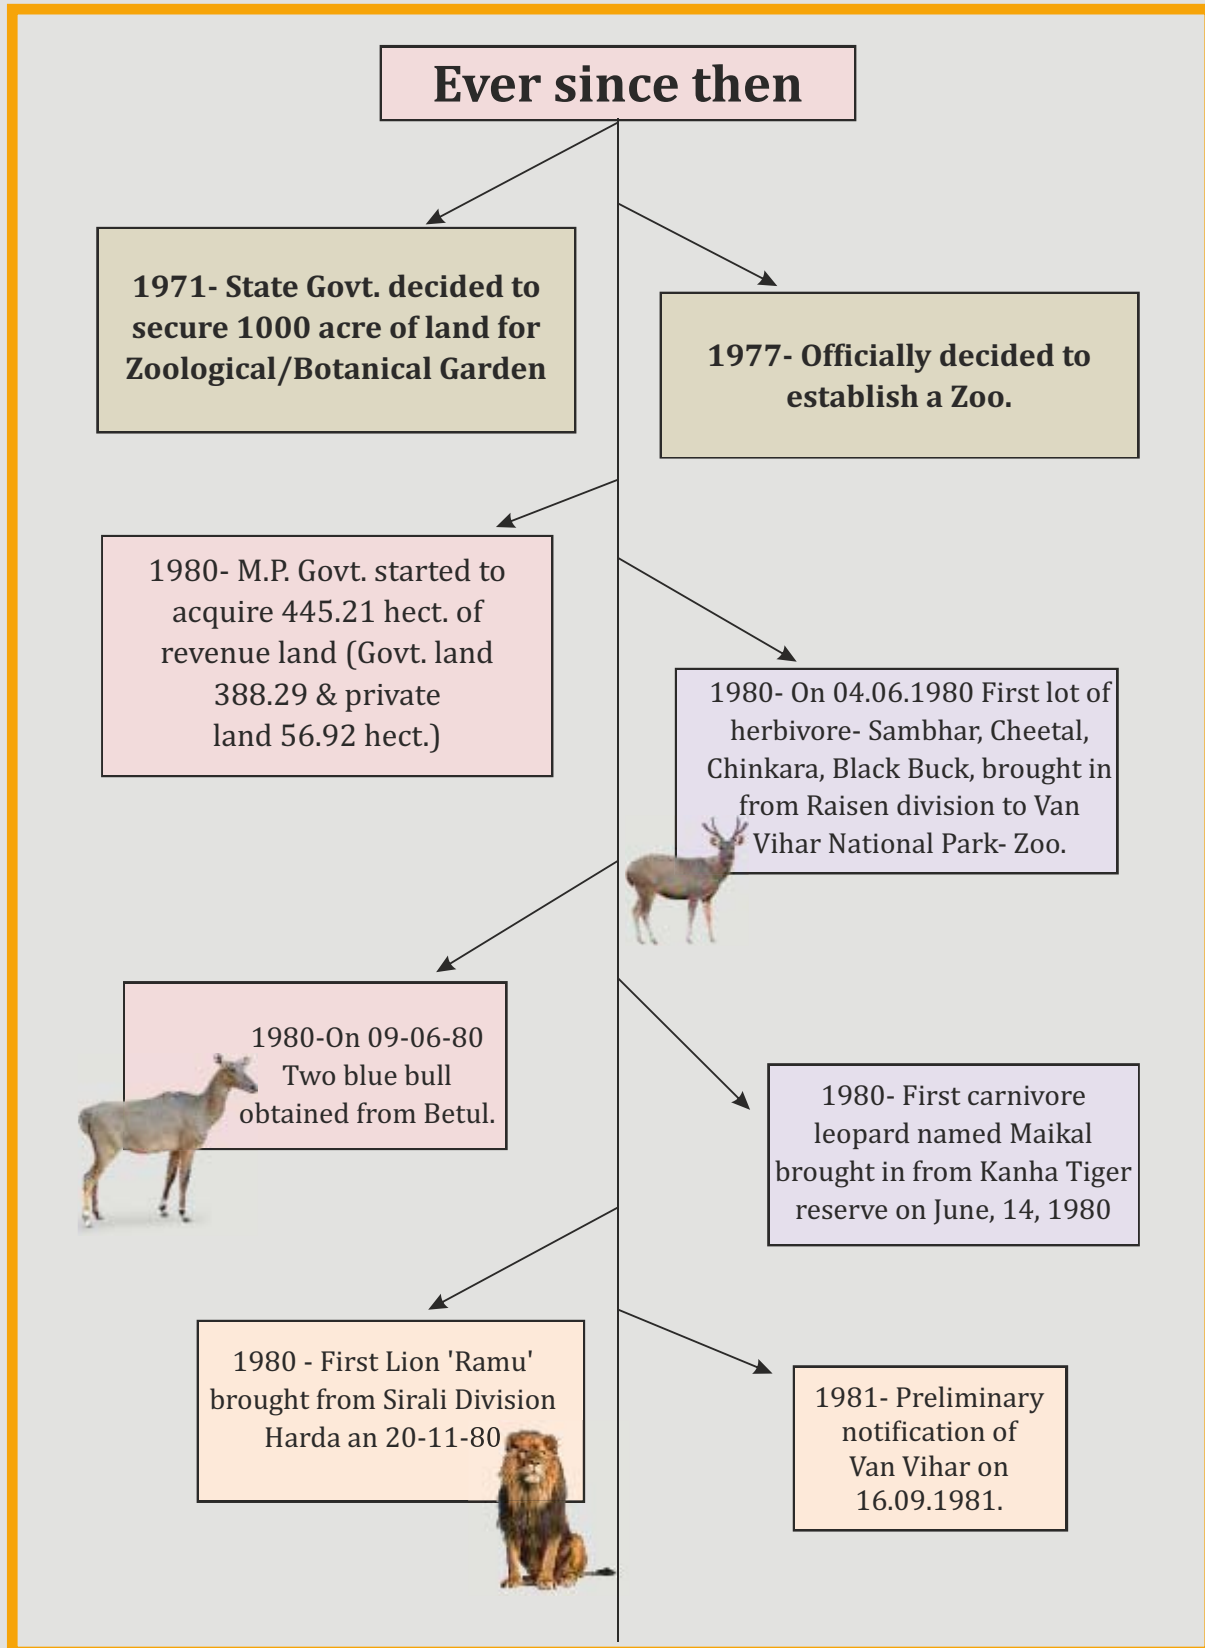 Ever since then
1971- State Govt. decided to
secure 1000 acre of land for
Zoological/Botanical Garden
1977- Officially decided to
establish a Zoo.
1980- M.P. Govt. started to
acquire 445.21 hect. of
revenue land (Govt. land
388.29 & private
land 56.92 hect.)
1980- On 04.06.1980 First lot of
herbivore- Sambhar, Cheetal,
Chinkara, Black Buck, brought in
from Raisen division to Van
Vihar National Park- Zoo.
1980-On 09-06-80
Two blue bull
obtained from Betul.
1980- First carnivore
leopard named Maikal
brought in from Kanha Tiger
reserve on June, 14, 1980
1980 - First Lion 'Ramu'
brought from Sirali Division
Harda an 20-11-80
1981- Preliminary
notification of
Van Vihar on
16.09.1981.